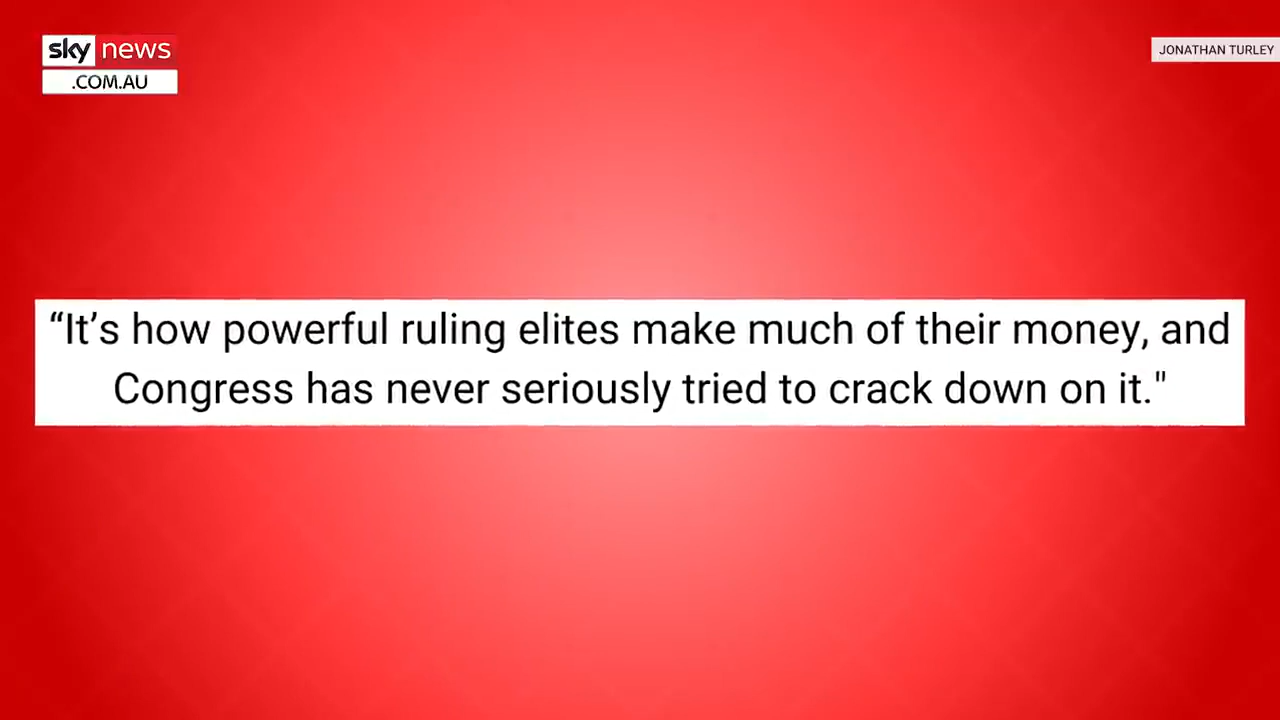 sky news
.COM.AU
JONATHAN TURLEY
“It’s how powerful ruling elites make much of their money, and
Congress has never seriously tried to crack down on it."